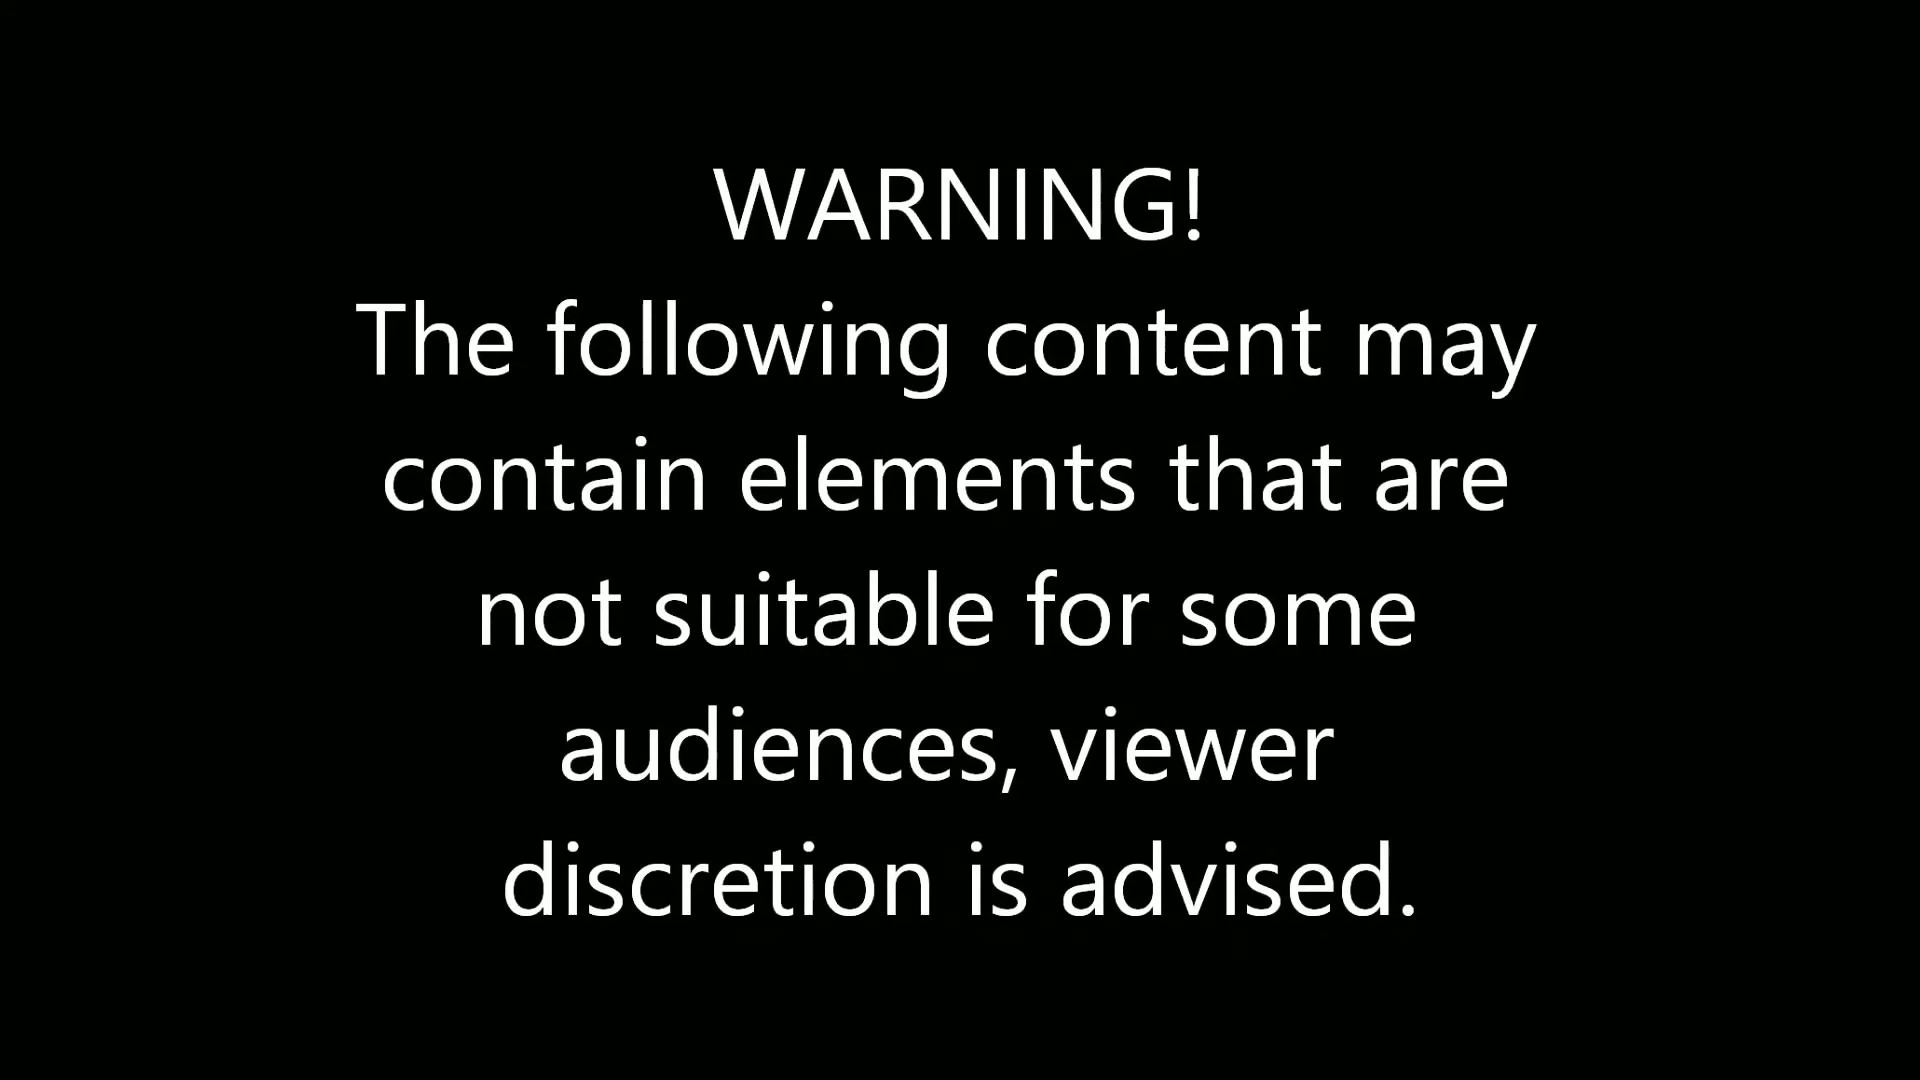 WARNING!
The following content may
contain elements that are
not suitable for some
audiences, viewer
discretion is advised.